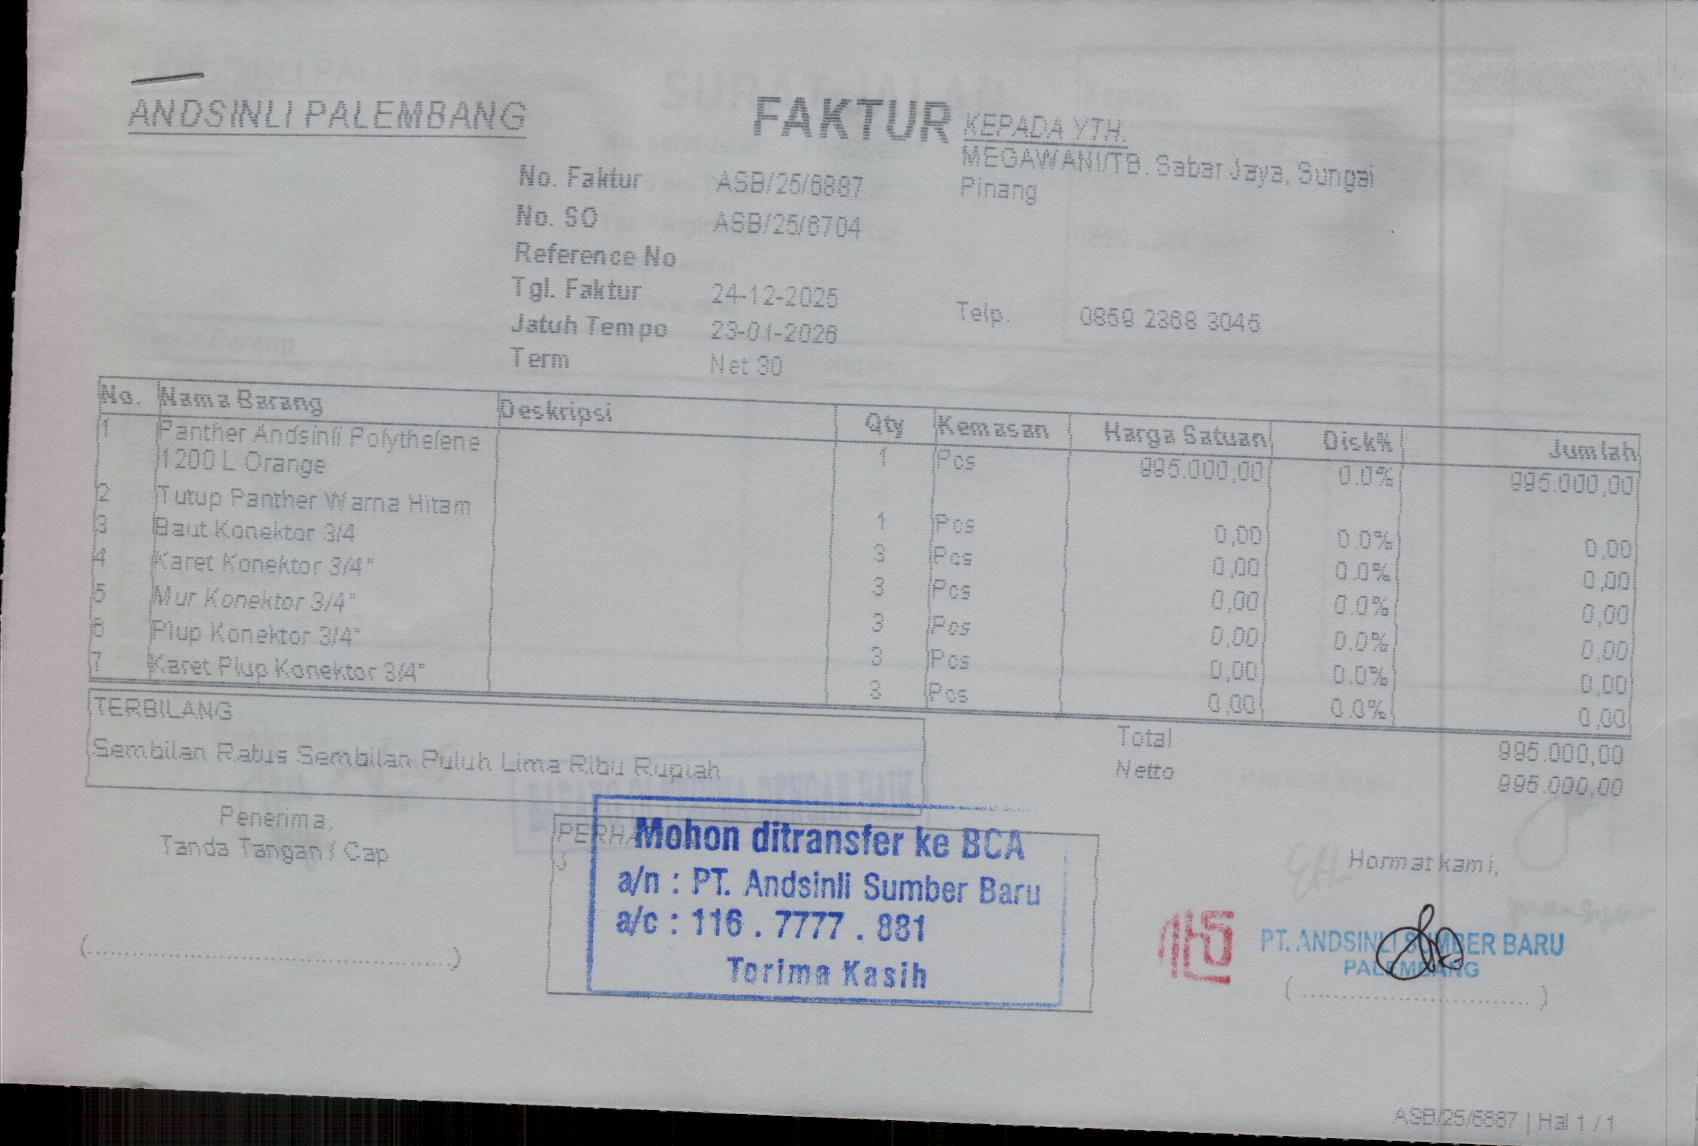 ANDSINLI PALEMBANG
FAKTUR
KEPADA YTH.
MEGAWANI/TB. Sabar Jaya, Sungai
Pinang
No. Faktur ASB/25/6887
No. SO ASB/25/6704
Reference No
Tgl. Faktur 24-12-2025
Jatuh Tempo 23-01-2026
Term Net 30
Telp. 0859 2368 3045
No. Nama Barang Deskripsi Qty Kemasan Harga Satuan Disk% Jumlah
1 Panther Andsinli Polythelene 1 Pcs 995.000,00 0.0% 995.000,00
1200 L Orange
2 Tutup Panther Warna Hitam 1 Pcs 0,00 0.0% 0,00
3 Baut Konektor 3/4 3 Pcs 0,00 0.0% 0,00
4 Karet Konektor 3/4" 3 Pcs 0,00 0.0% 0,00
5 Mur Konektor 3/4" 3 Pcs 0,00 0.0% 0,00
6 Plup Konektor 3/4" 3 Pcs 0,00 0.0% 0,00
7 Karet Plup Konektor 3/4" 3 Pcs 0,00 0.0% 0,00
TERBILANG
Sembilan Ratus Sembilan Puluh Lima Ribu Rupiah
Total 995.000,00
Netto 995.000,00
Penerima,
Tanda Tangan / Cap
(............................................)
Mohon ditransfer ke BCA
a/n : PT. Andsinli Sumber Baru
a/c : 116 . 7777 . 881
Terima Kasih
Hormat kami,
PT. ANDSINLI SUMBER BARU
PALEMBANG
(............................)
ASB/25/6887 | Hal 1 / 1